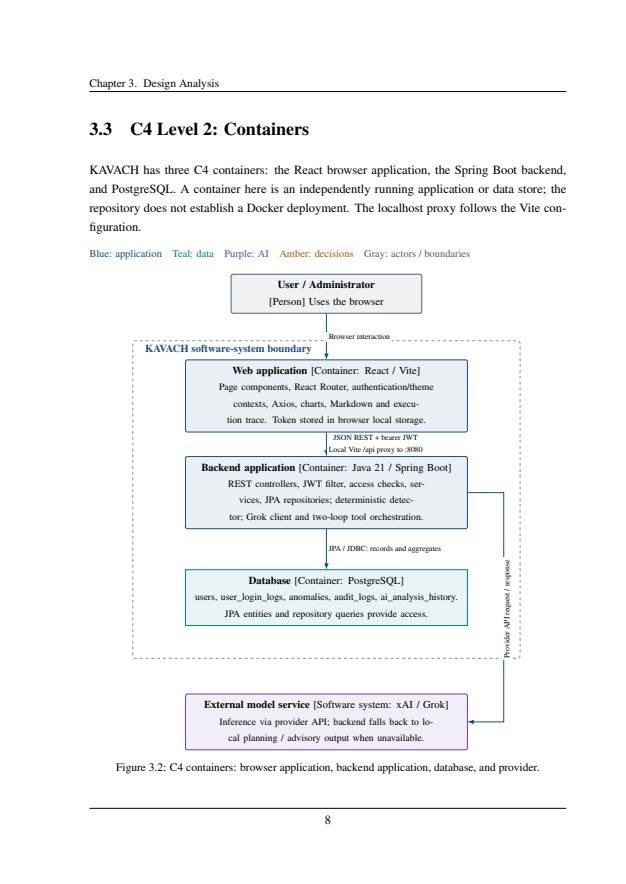 Chapter 3. Design Analysis
3.3 C4 Level 2: Containers
KAVACH has three C4 containers: the React browser application, the Spring Boot backend,
and PostgreSQL. A container here is an independently running application or data store; the
repository does not establish a Docker deployment. The localhost proxy follows the Vite con-
figuration.
Blue: application Teal: data Purple: AI Amber: decisions Gray: actors / boundaries
User / Administrator
[Person] Uses the browser
Browser interaction
KAVACH software-system boundary
Web application [Container: React / Vite]
Page components, React Router, authentication/theme
contexts, Axios, charts, Markdown and execu-
tion trace. Token stored in browser local storage.
JSON REST + bearer JWT
Local Vite /api proxy to :8080
Backend application [Container: Java 21 / Spring Boot]
REST controllers, JWT filter, access checks, ser-
vices, JPA repositories; deterministic detec-
tor; Grok client and two-loop tool orchestration.
JPA / JDBC: records and aggregates
Database [Container: PostgreSQL]
users, user_login_logs, anomalies, audit_logs, ai_analysis_history.
JPA entities and repository queries provide access.
Provider API request / response
External model service [Software system: xAI / Grok]
Inference via provider API; backend falls back to lo-
cal planning / advisory output when unavailable.
Figure 3.2: C4 containers: browser application, backend application, database, and provider.
8